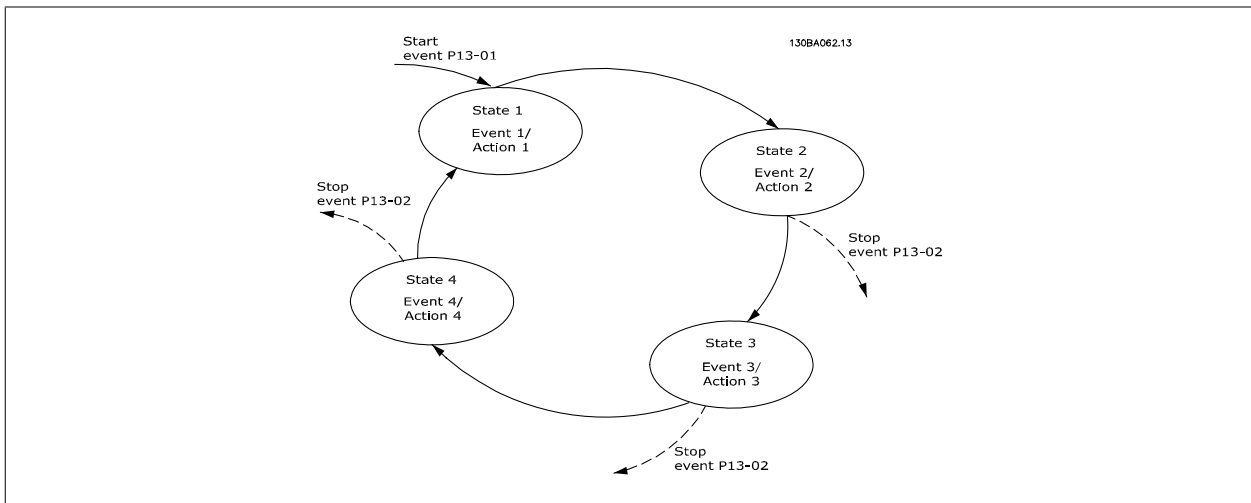 Start
event P13-01
130BA062.13
State 1
Event 1/
Action 1
State 2
Event 2/
Action 2
Stop
event P13-02
Stop
event P13-02
State 4
Event 4/
Action 4
State 3
Event 3/
Action 3
Stop
event P13-02